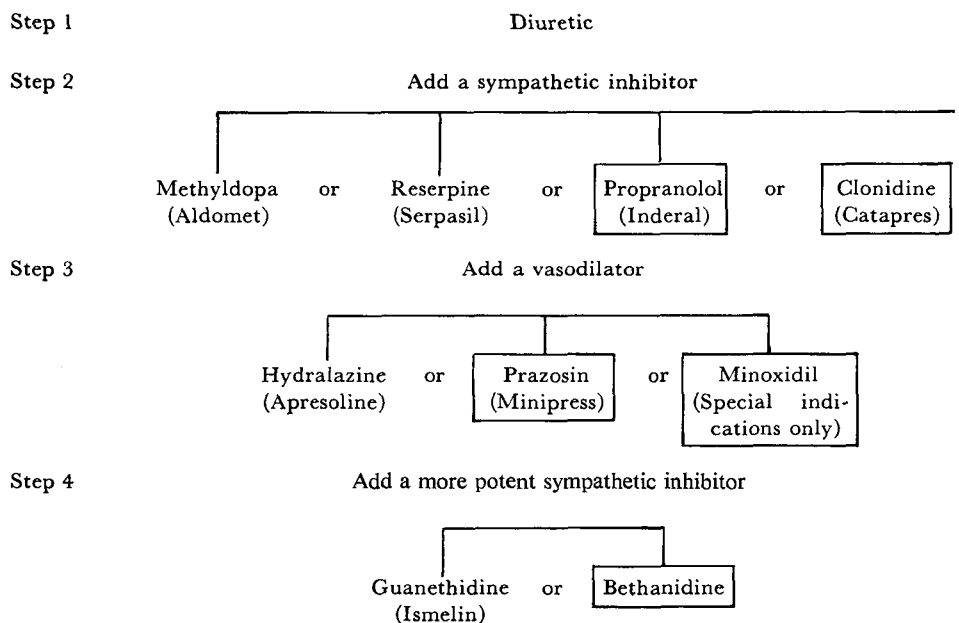 Step 1 Diuretic
Step 2 Add a sympathetic inhibitor
Methyldopa or Reserpine or Propranolol or Clonidine
(Aldomet) (Serpasil) (Inderal) (Catapres)
Step 3 Add a vasodilator
Hydralazine or Prazosin or Minoxidil
(Apresoline) (Minipress) (Special indi-
cations only)
Step 4 Add a more potent sympathetic inhibitor
Guanethidine or Bethanidine
(Ismelin)